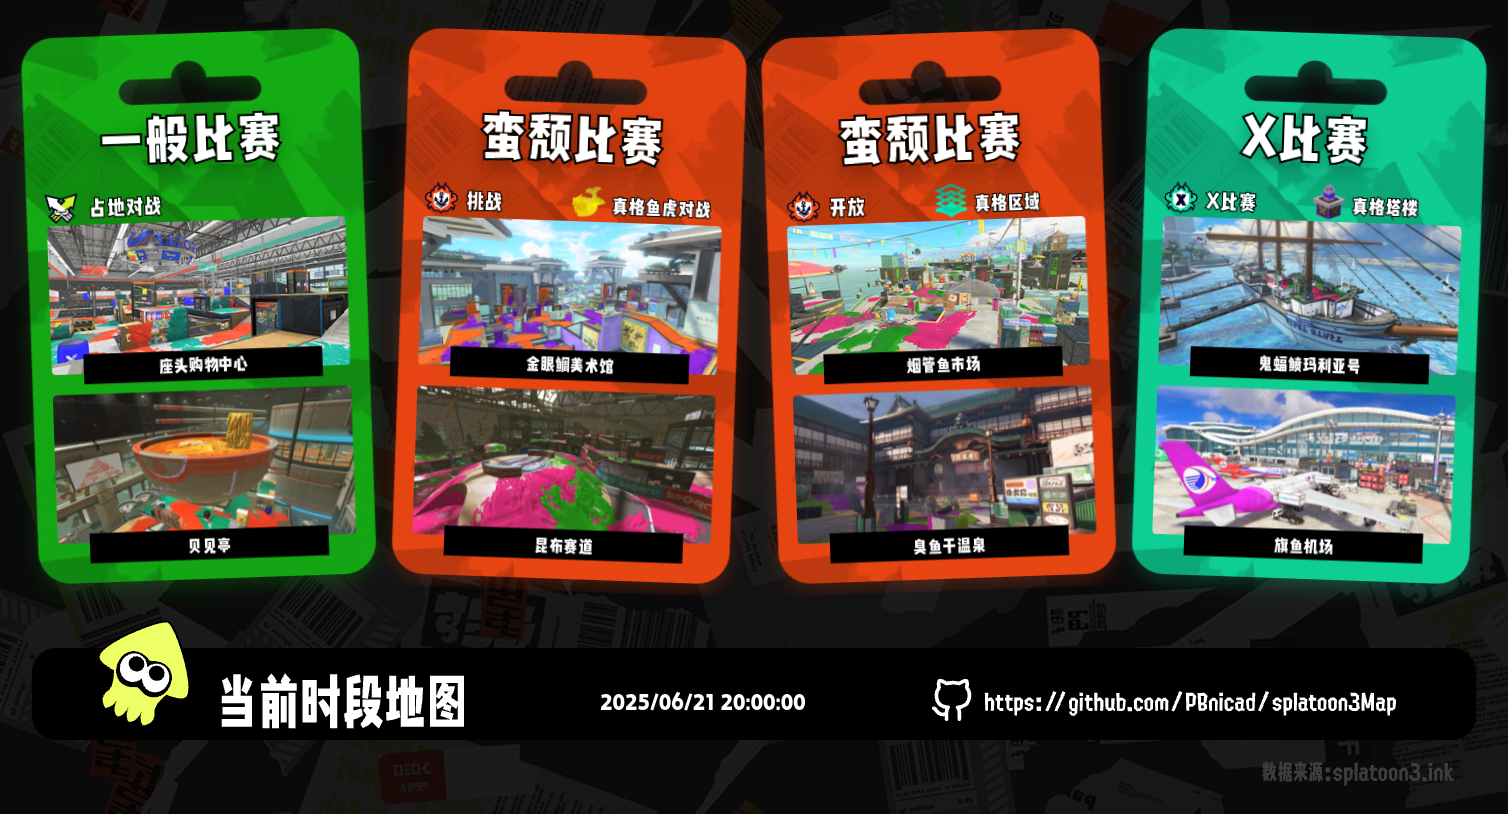 一般比赛
占地对战
座头购物中心
贝见亭
蛮颓比赛
挑战
真格鱼虎对战
金眼鲷美术馆
昆布赛道
蛮颓比赛
开放
真格区域
烟管鱼市场
臭鱼干温泉
X比赛
X比赛
真格塔楼
鬼蝠鲼玛利亚号
旗鱼机场
当前时段地图
2025/06/21 20:00:00
https://github.com/PBnicad/splatoon3Map
数据来源:splatoon3.ink